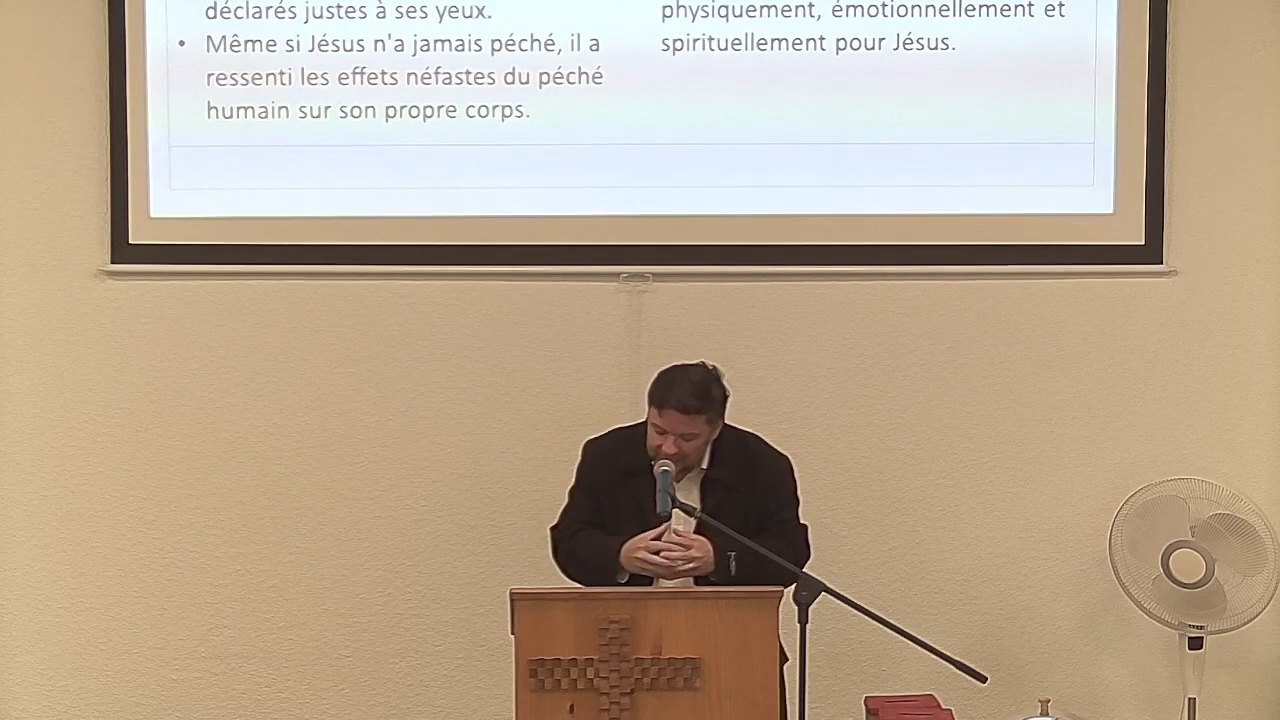 déclarés justes à ses yeux.
• Même si Jésus n'a jamais péché, il a
ressenti les effets néfastes du péché
humain sur son propre corps.
physiquement, émotionnellement et
spirituellement pour Jésus.